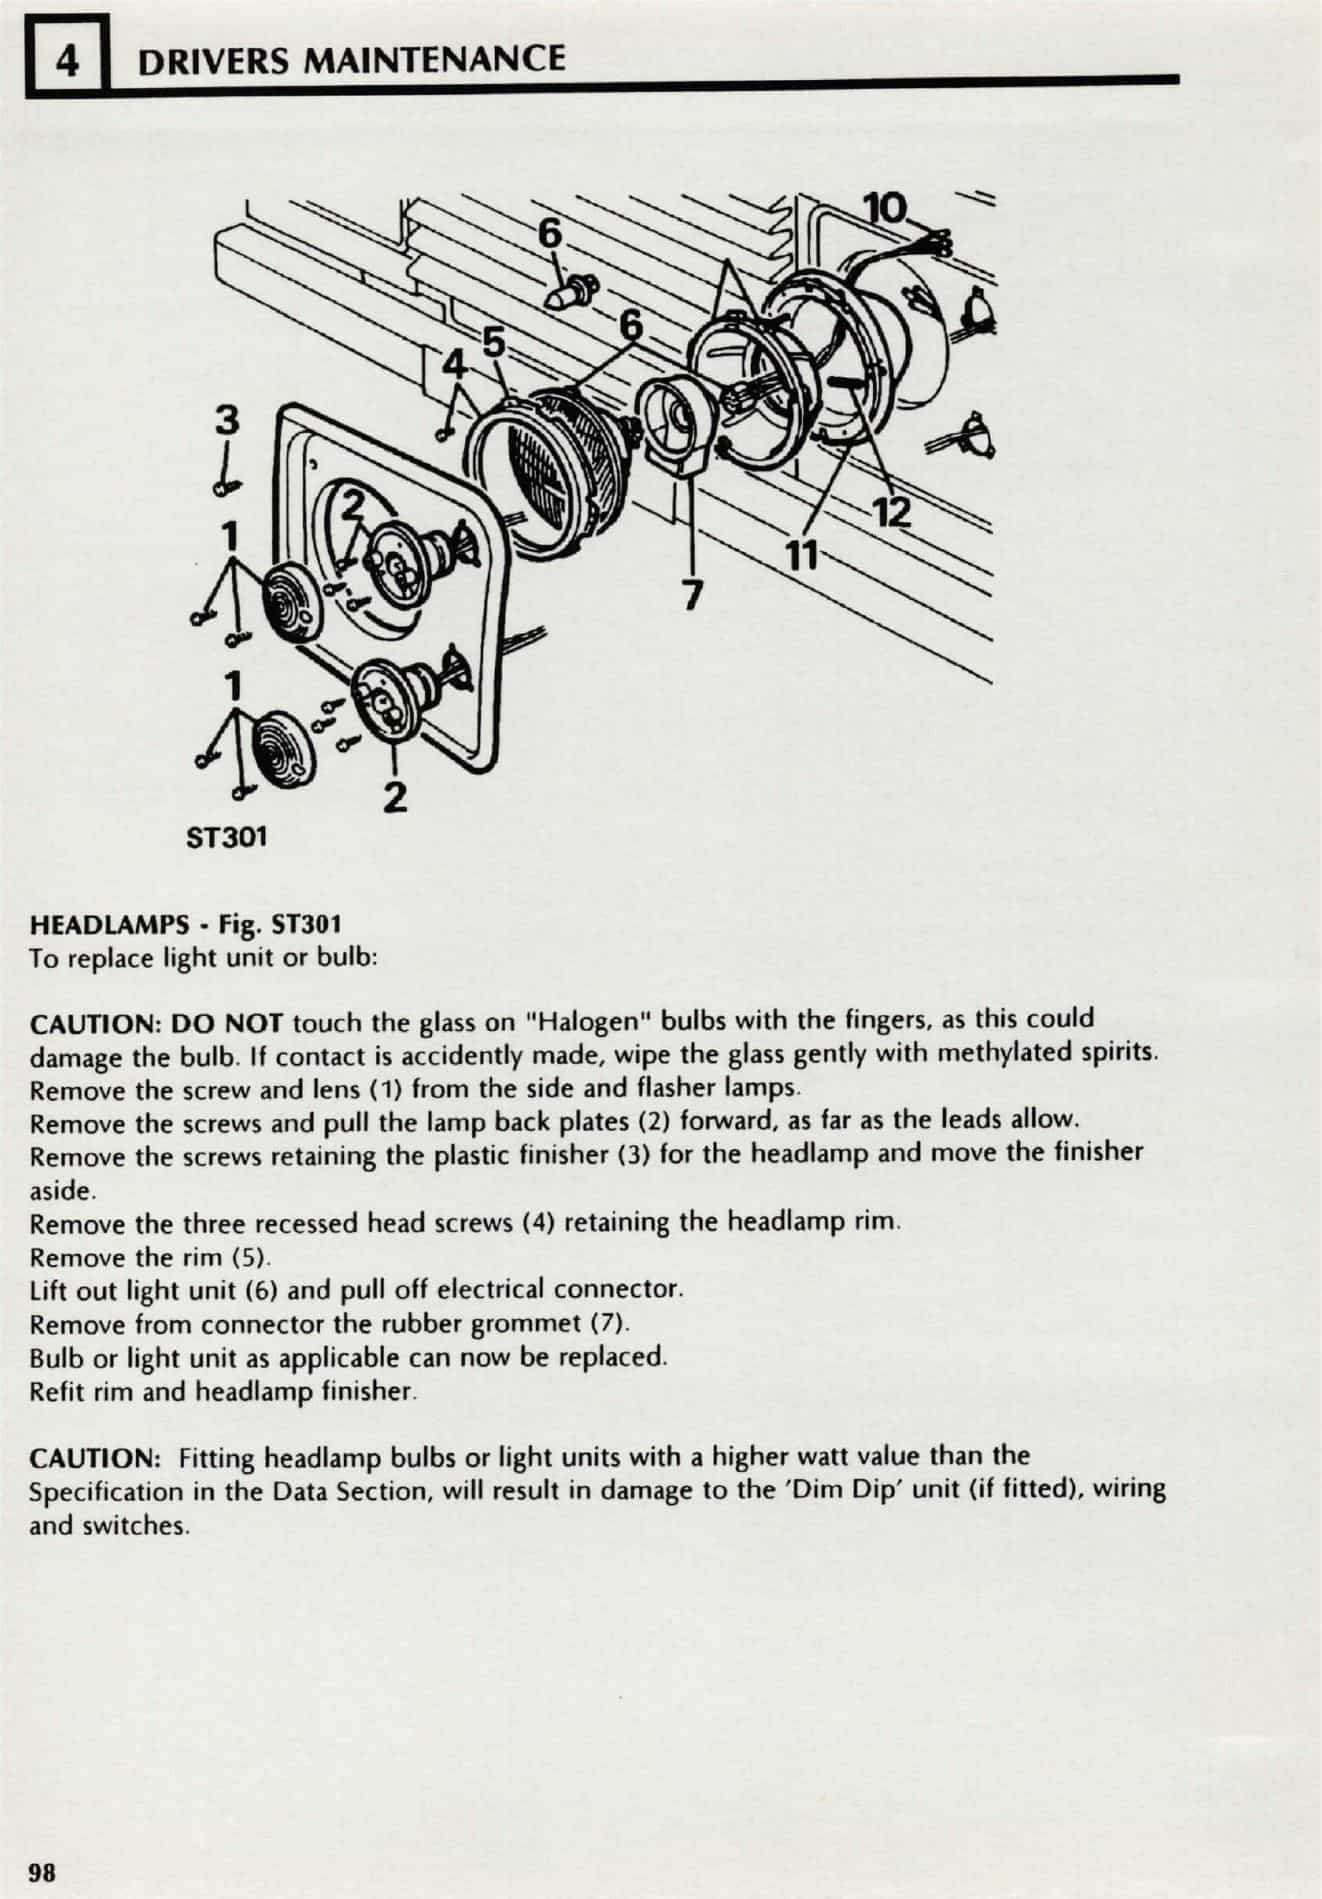 4 DRIVERS MAINTENANCE
10
6
6
5
4
3
2
12
1
11
7
1
2
ST301
HEADLAMPS - Fig. ST301
To replace light unit or bulb:
CAUTION: DO NOT touch the glass on "Halogen" bulbs with the fingers, as this could
damage the bulb. If contact is accidently made, wipe the glass gently with methylated spirits.
Remove the screw and lens (1) from the side and flasher lamps.
Remove the screws and pull the lamp back plates (2) forward, as far as the leads allow.
Remove the screws retaining the plastic finisher (3) for the headlamp and move the finisher
aside.
Remove the three recessed head screws (4) retaining the headlamp rim.
Remove the rim (5).
Lift out light unit (6) and pull off electrical connector.
Remove from connector the rubber grommet (7).
Bulb or light unit as applicable can now be replaced.
Refit rim and headlamp finisher.
CAUTION: Fitting headlamp bulbs or light units with a higher watt value than the
Specification in the Data Section, will result in damage to the 'Dim Dip' unit (if fitted), wiring
and switches.
98